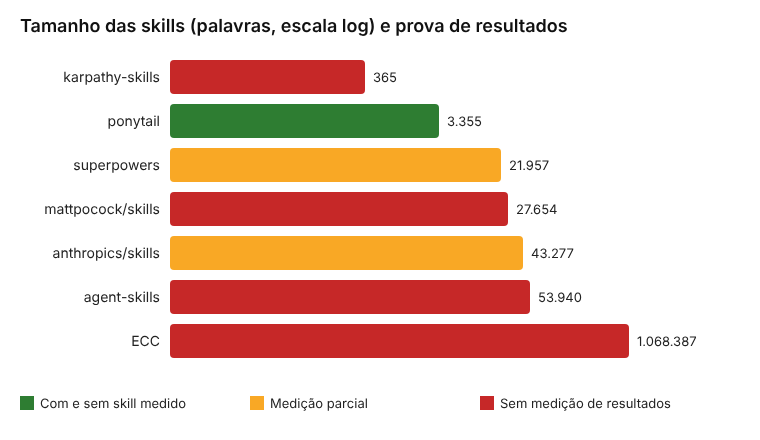 Tamanho das skills (palavras, escala log) e prova de resultados
karpathy-skills 365
ponytail 3.355
superpowers 21.957
mattpocock/skills 27.654
anthropics/skills 43.277
agent-skills 53.940
ECC 1.068.387
Com e sem skill medido Medição parcial Sem medição de resultados